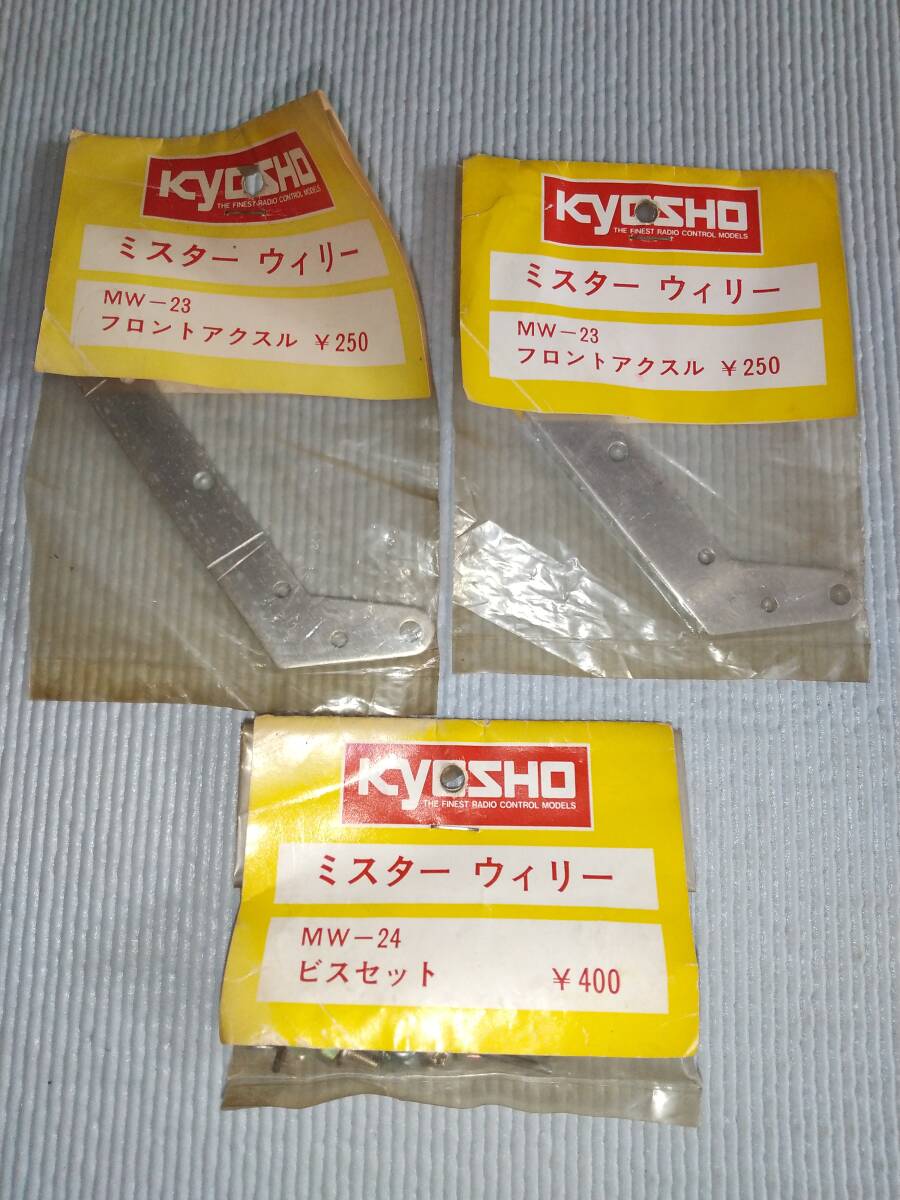 KYOSHO
THE FINEST RADIO CONTROL MODELS
ミスター ウィリー
MW-23
フロントアクスル ¥250
KYOSHO
THE FINEST RADIO CONTROL MODELS
ミスター ウィリー
MW-23
フロントアクスル ¥250
KYOSHO
THE FINEST RADIO CONTROL MODELS
ミスター ウィリー
MW-24
ビスセット ¥400